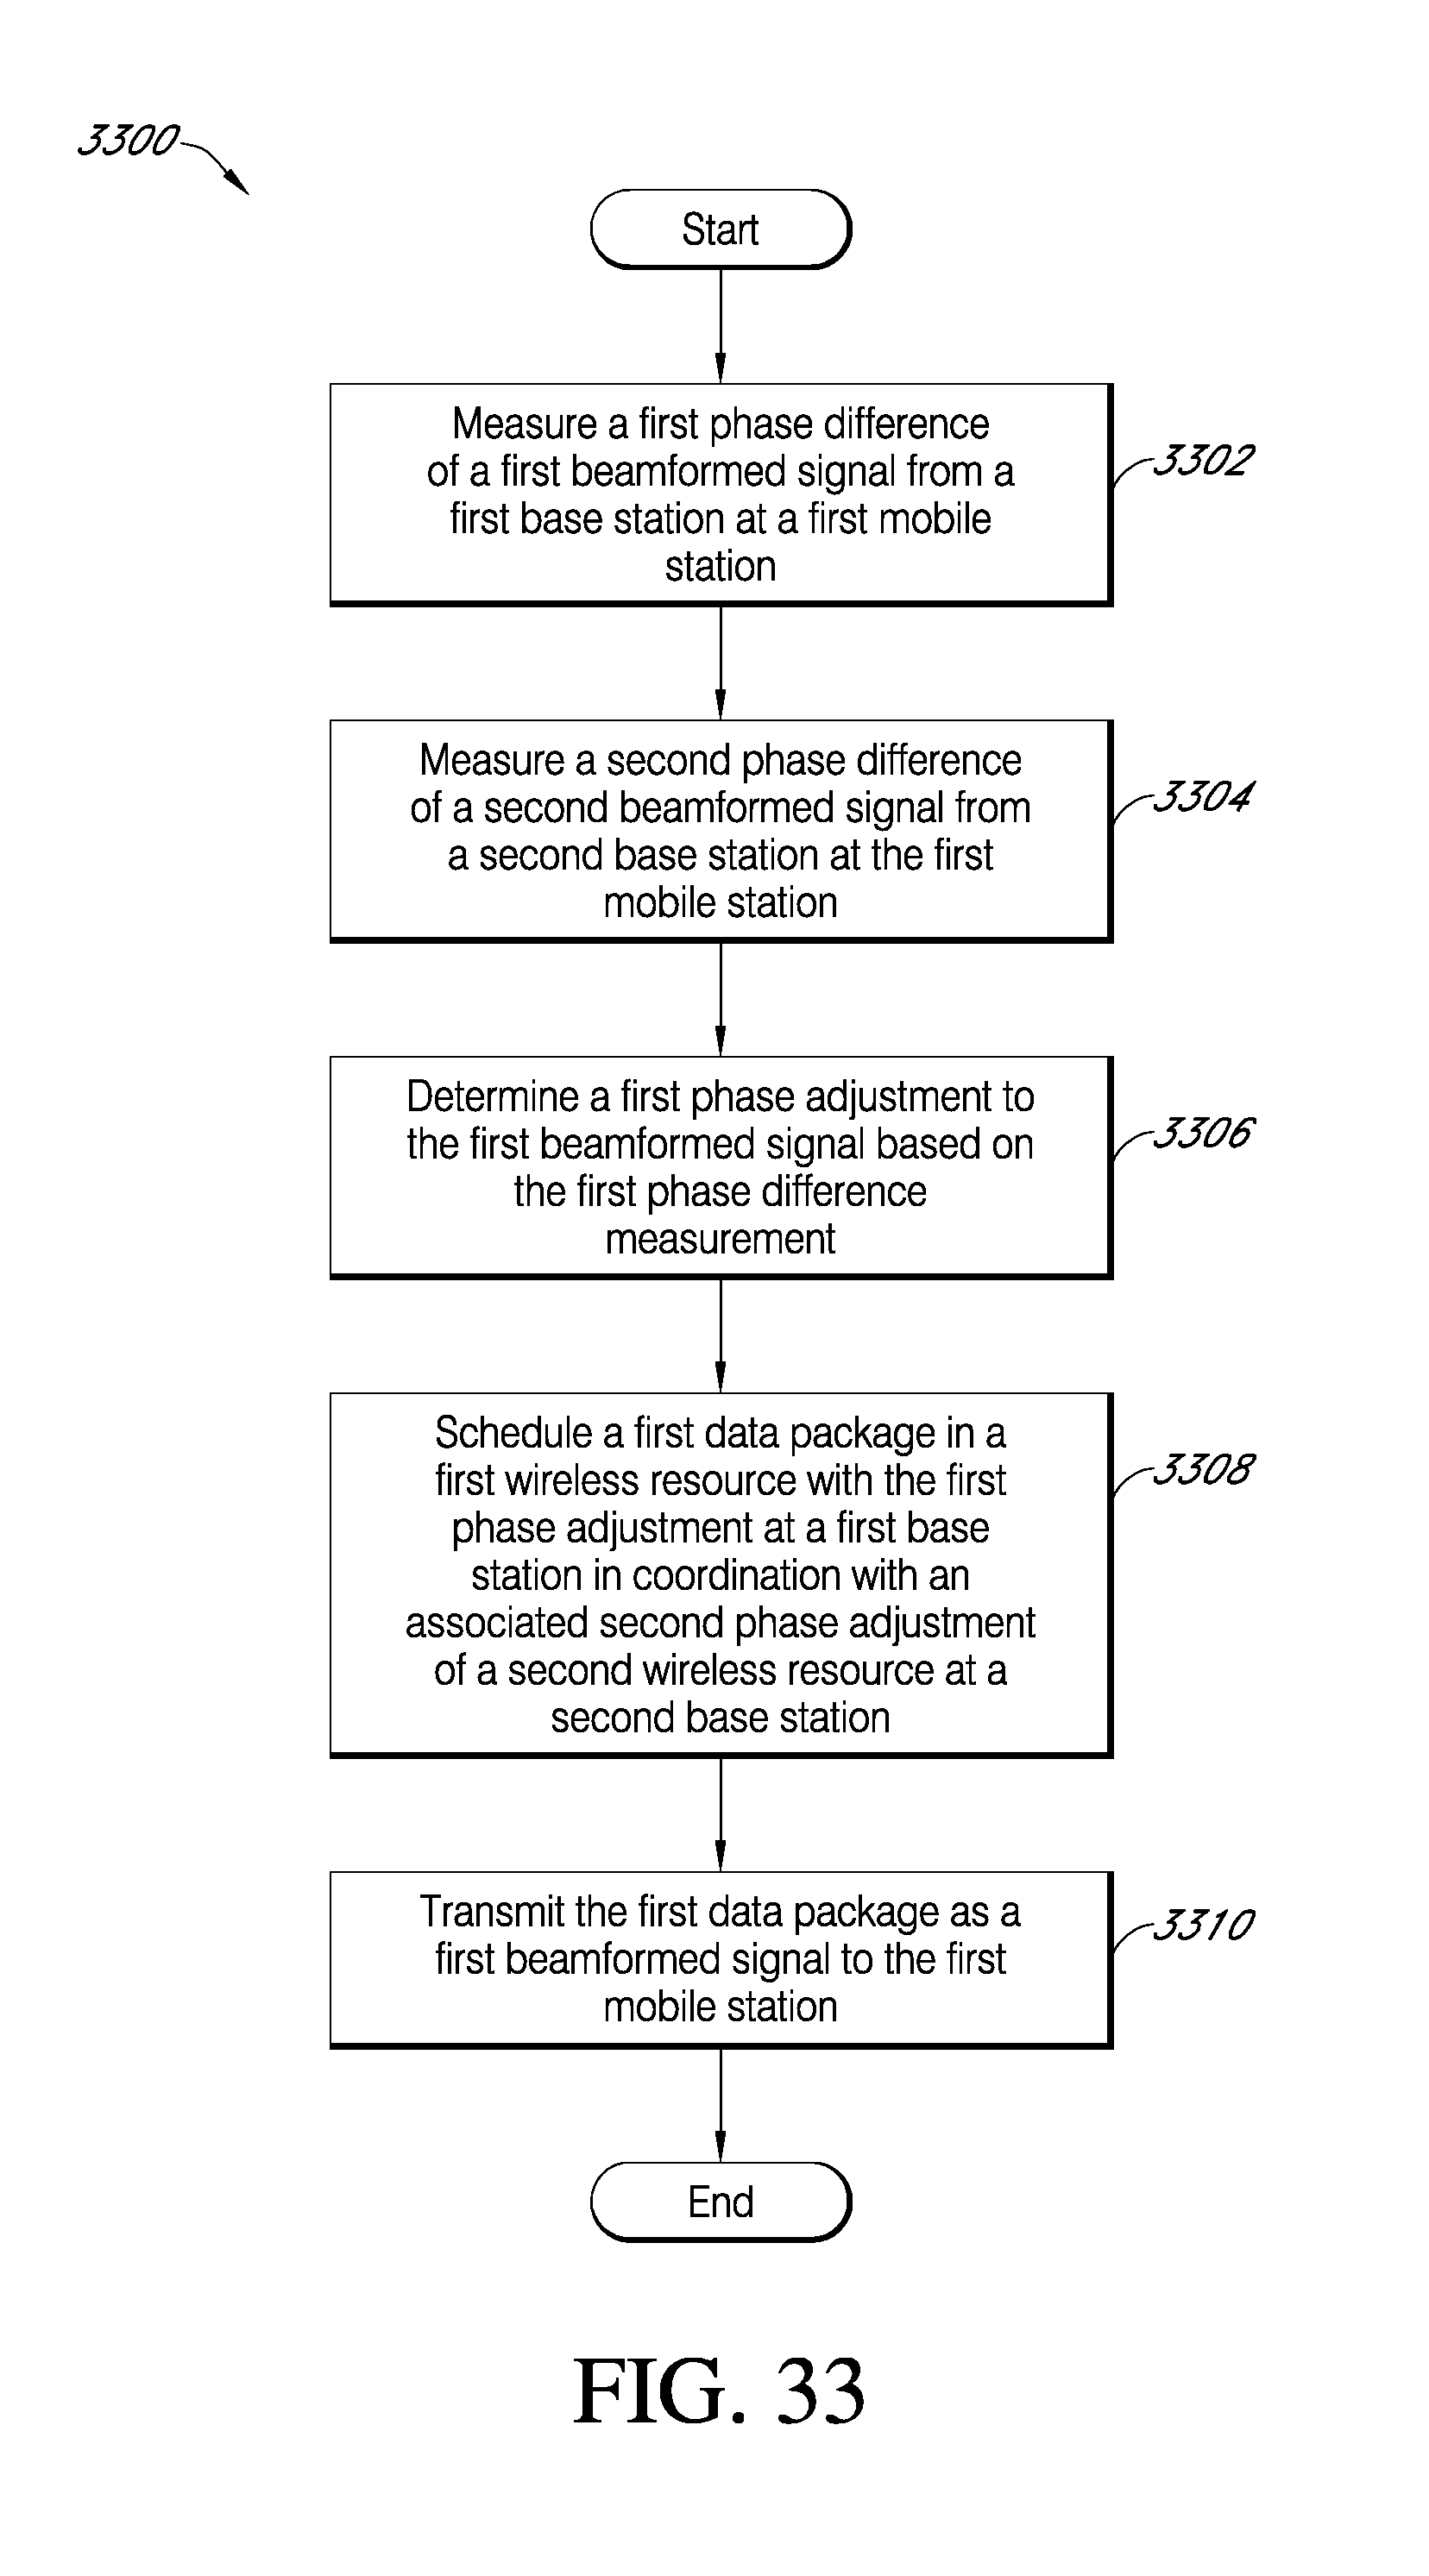 3300
Start
Measure a first phase difference
of a first beamformed signal from a
first base station at a first mobile
station
3302
Measure a second phase difference
of a second beamformed signal from
a second base station at the first
mobile station
3304
Determine a first phase adjustment to
the first beamformed signal based on
the first phase difference
measurement
3306
Schedule a first data package in a
first wireless resource with the first
phase adjustment at a first base
station in coordination with an
associated second phase adjustment
of a second wireless resource at a
second base station
3308
Transmit the first data package as a
first beamformed signal to the first
mobile station
3310
End
FIG. 33